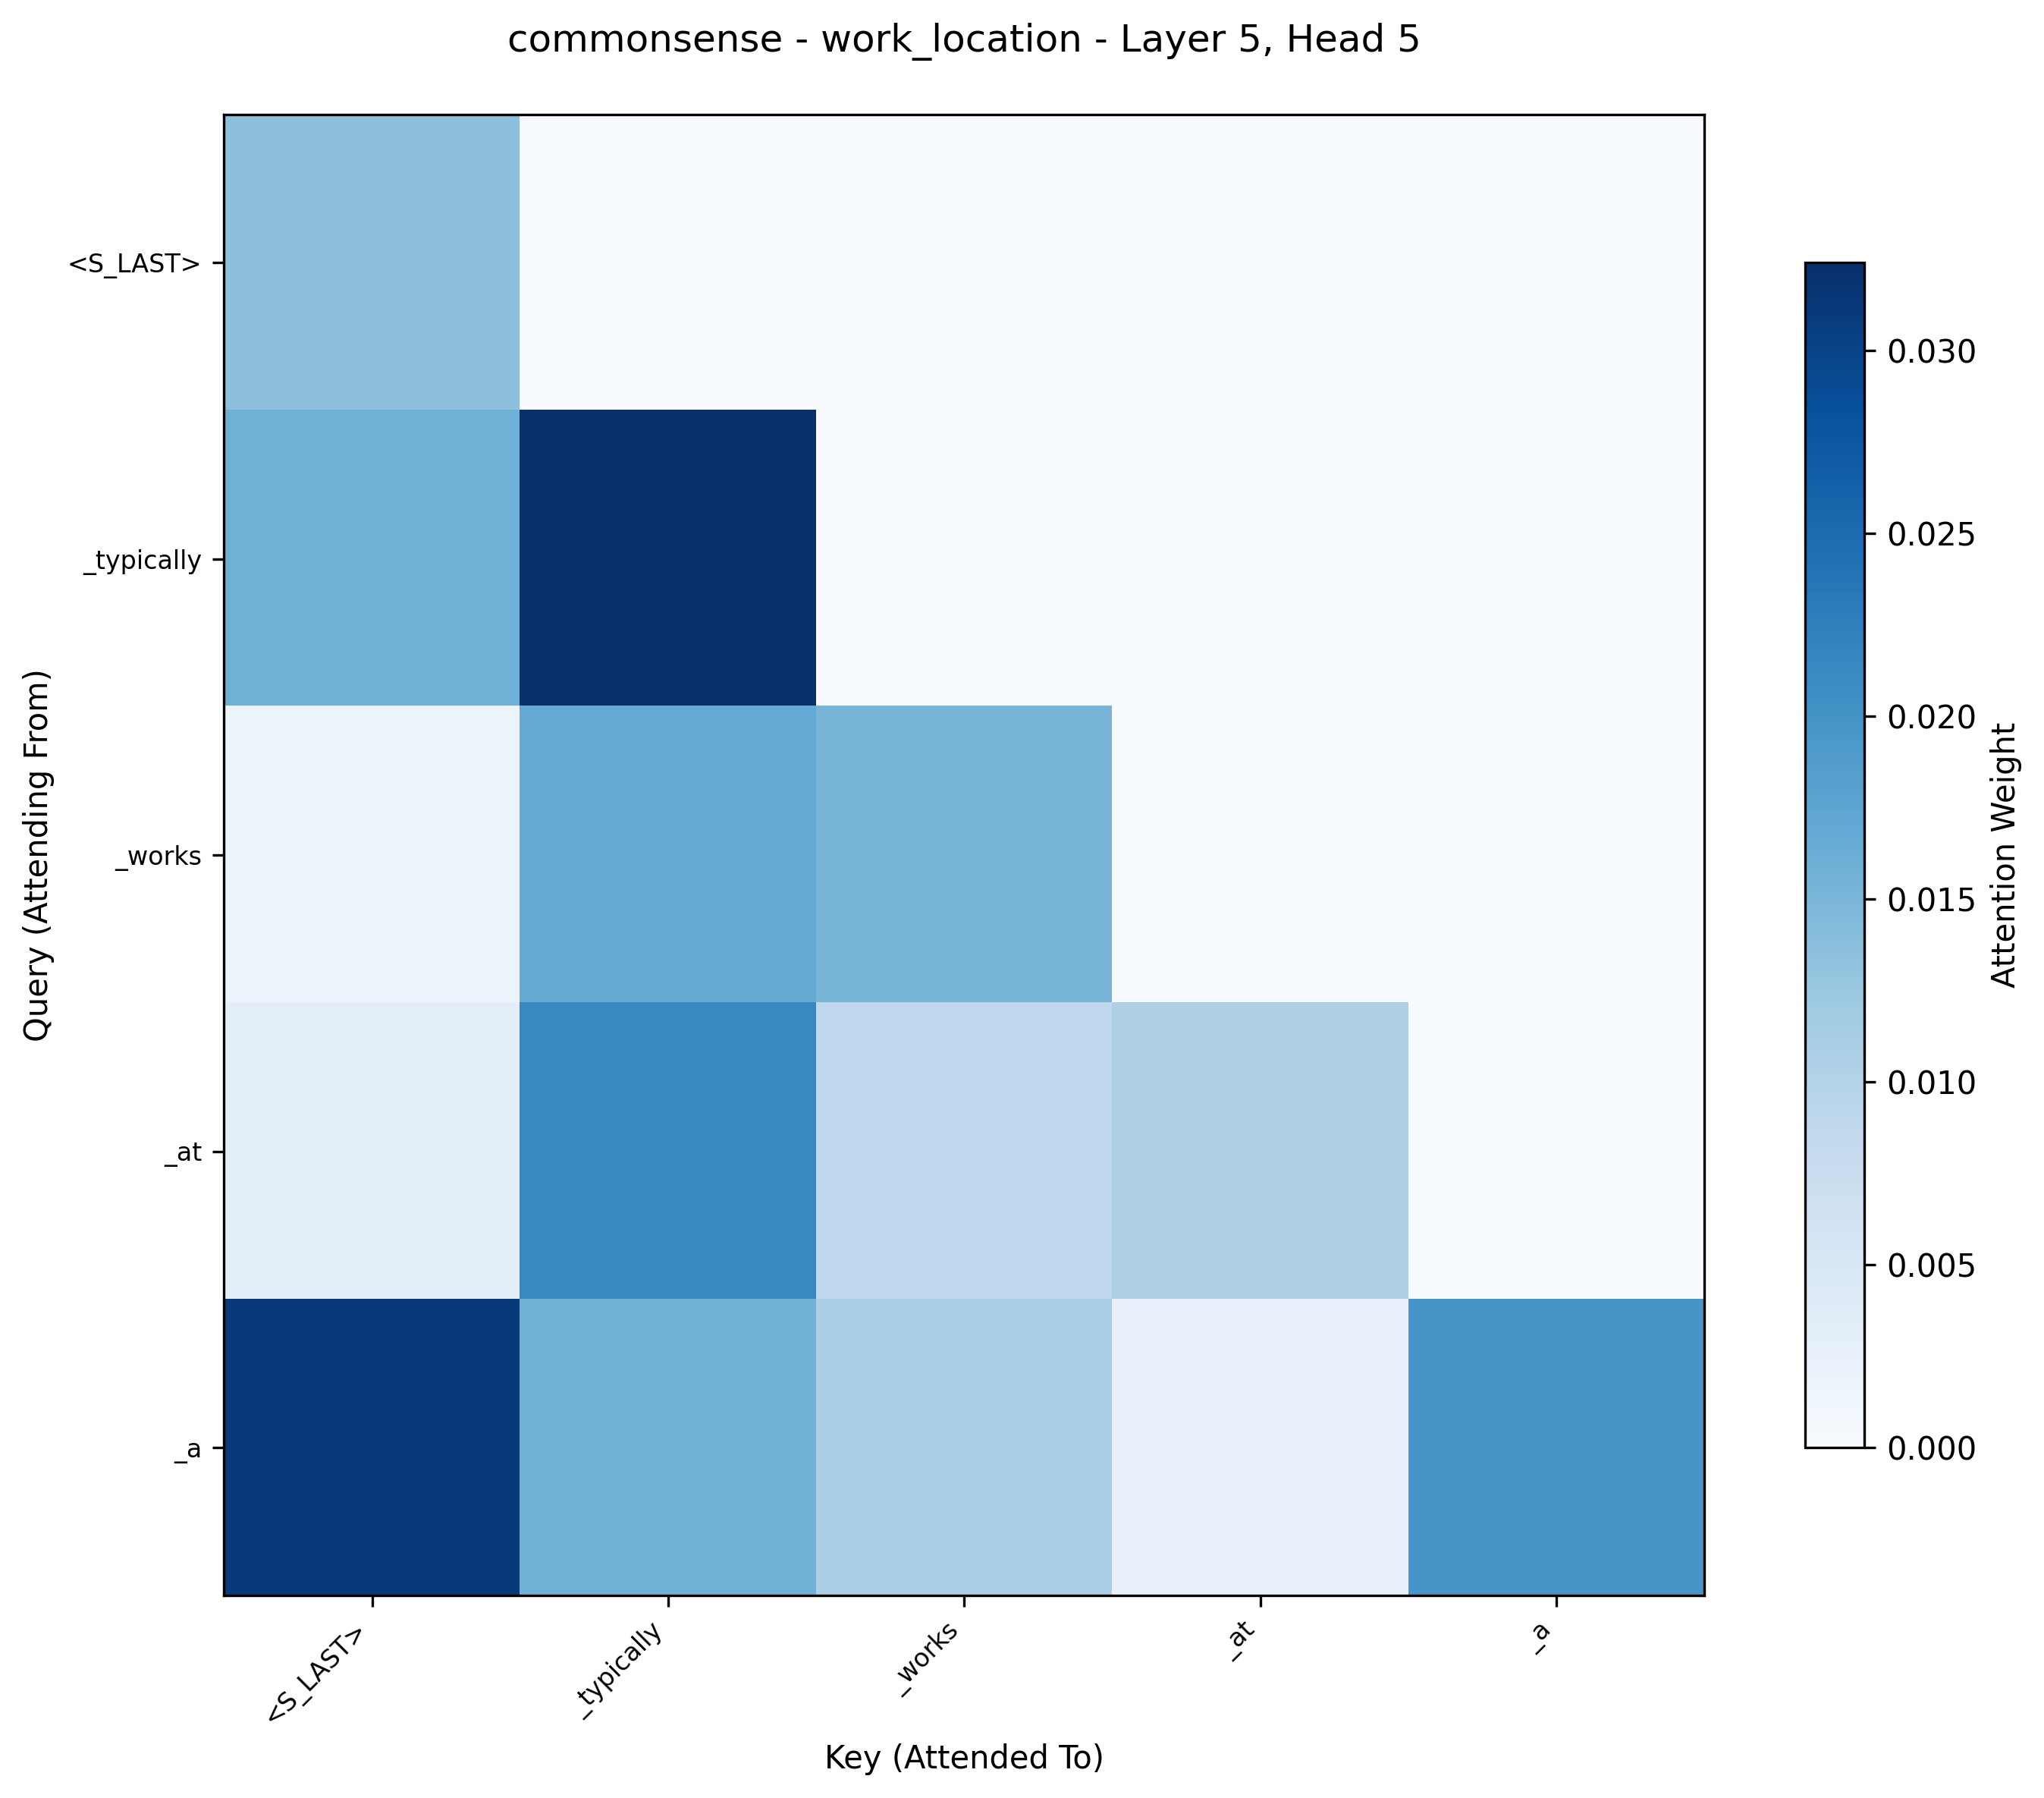 commonsense - work_location - Layer 5, Head 5
<S_LAST>
_typically
_works
_at
_a
Query (Attending From)
<S_LAST>
_typically
_works
_at
_a
Key (Attended To)
0.030
0.025
0.020
0.015
0.010
0.005
0.000
Attention Weight